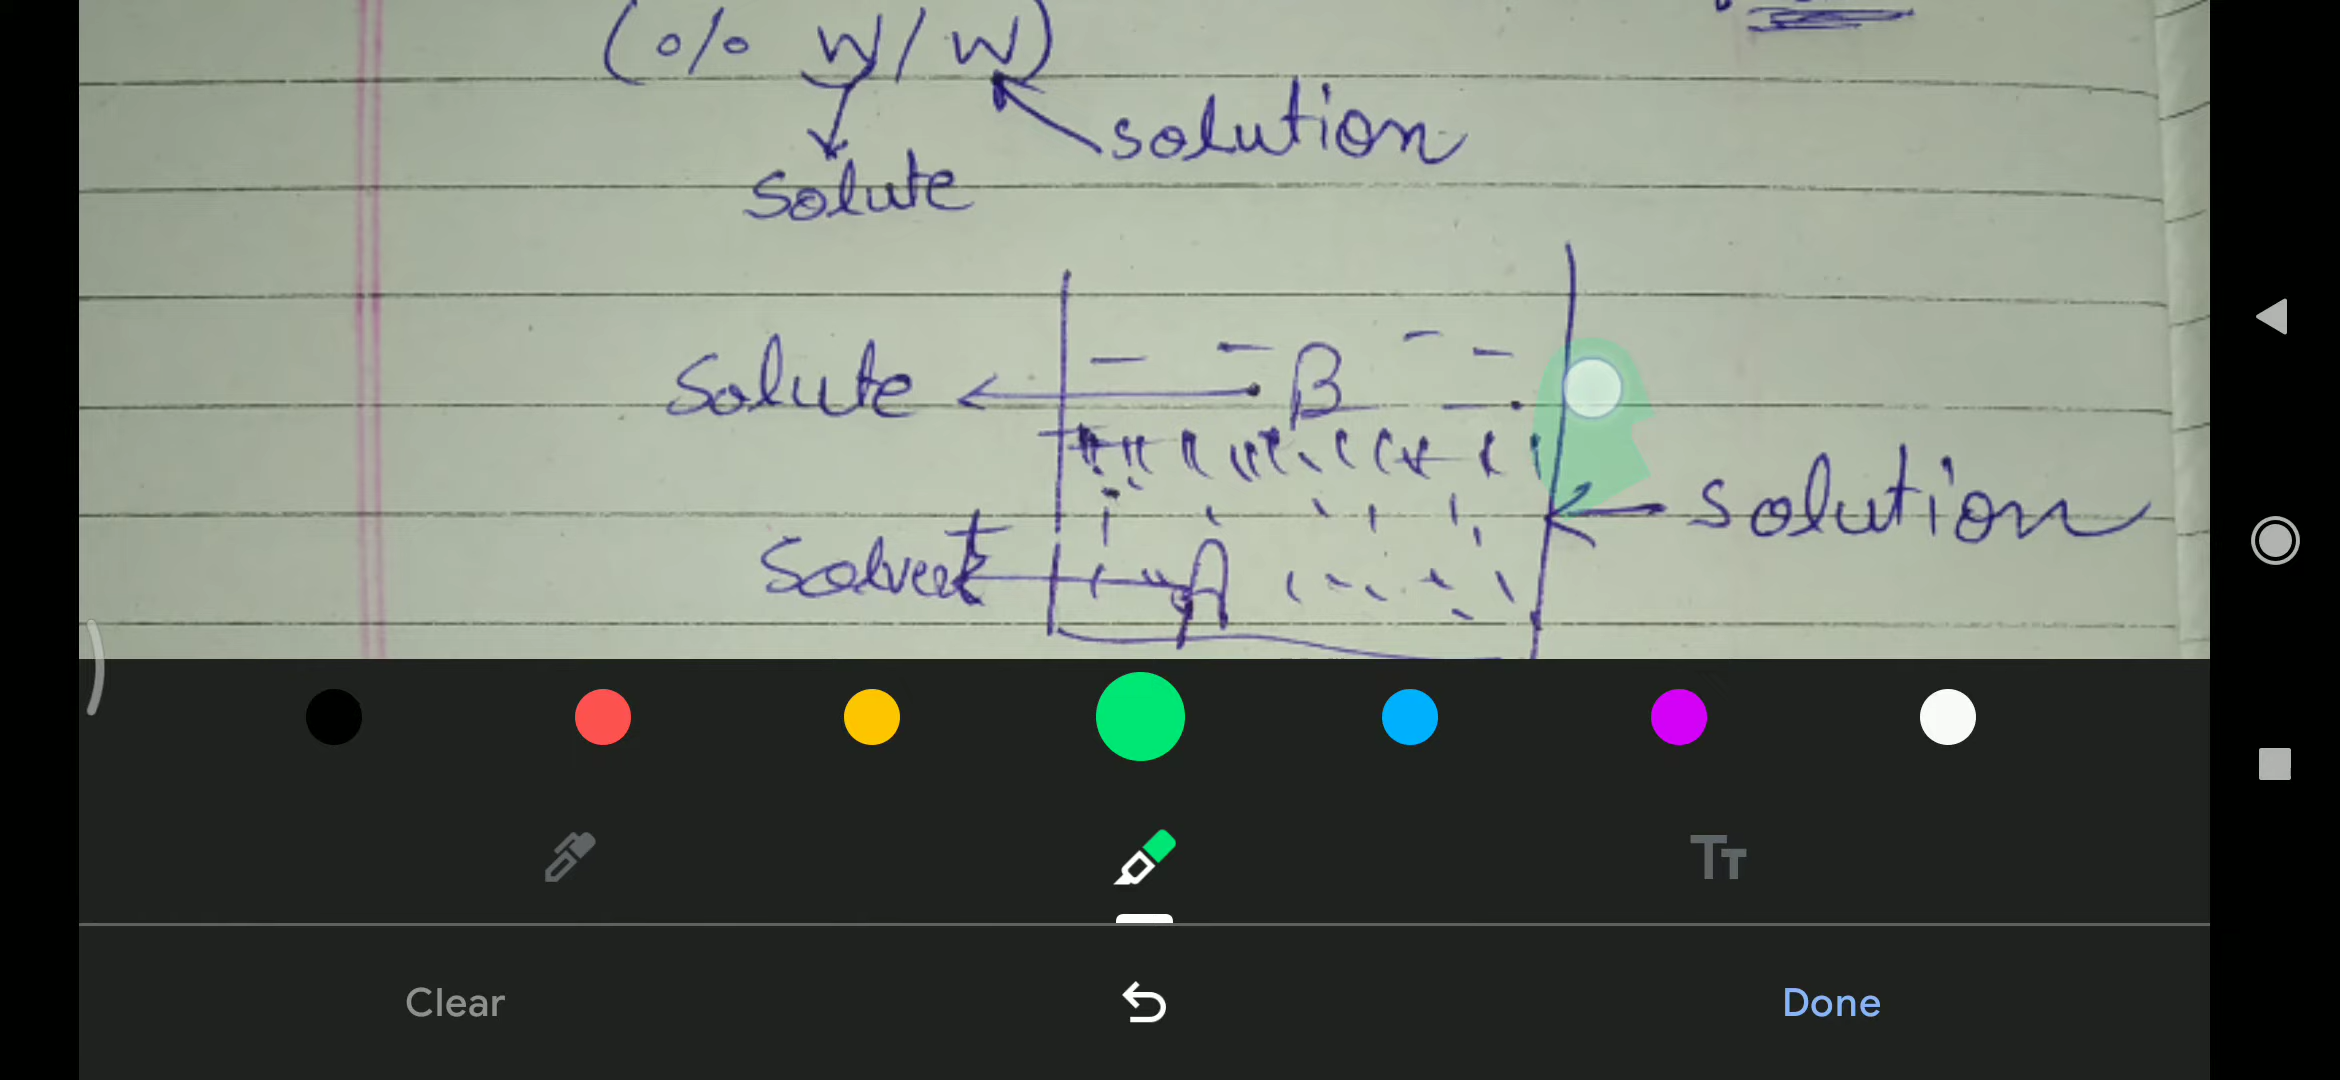 (% W/W)
solution
Solute
Solute B
solution
Solvent A
Clear
Done